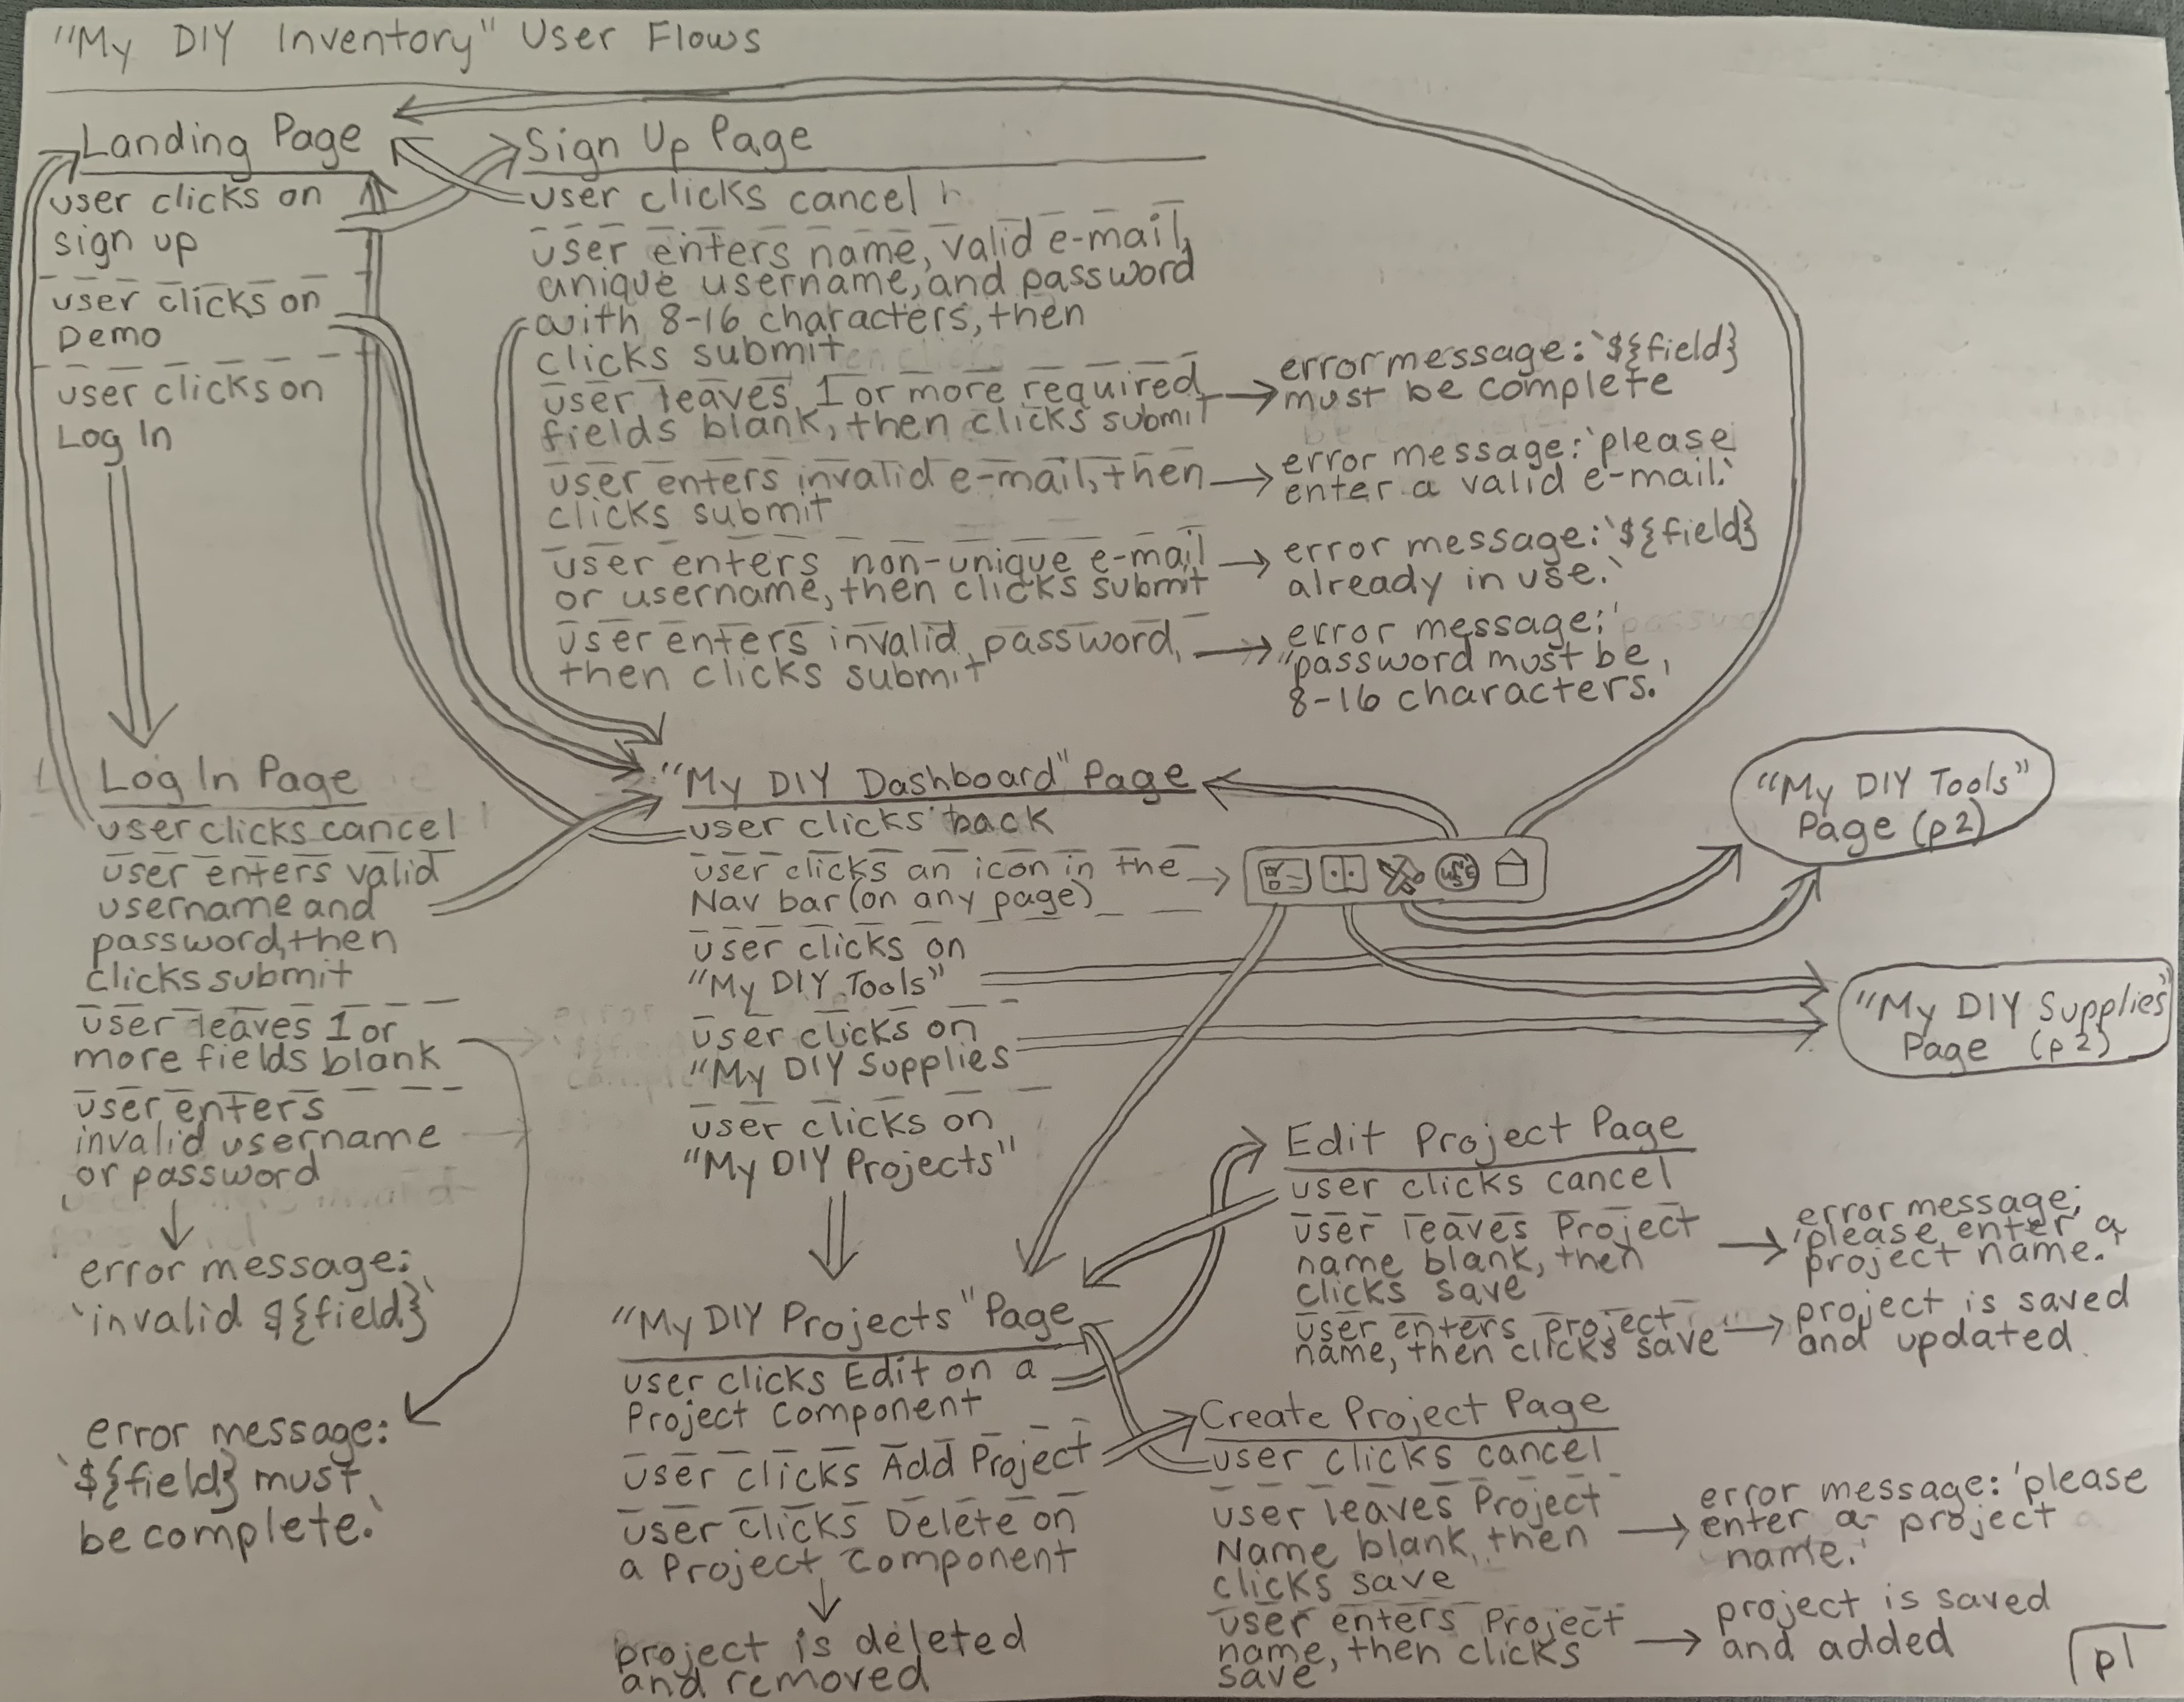 "My DIY Inventory" User Flows
Landing Page
user clicks on
sign up
user clicks on
Demo
user clicks on
Log In
Sign Up Page
user clicks cancel
user enters name, valid e-mail,
unique username, and password
with 8-16 characters, then
clicks submit
user leaves 1 or more required
fields blank, then clicks submit
error message: `${field}
must be complete
user enters invalid e-mail, then
clicks submit
error message: 'please
enter a valid e-mail.'
user enters non-unique e-mail
or username, then clicks submit
error message: `${field}
already in use.`
user enters invalid password,
then clicks submit
error message:
"password must be
8-16 characters.'
Log In Page
user clicks cancel
user enters valid
username and
password, then
clicks submit
user leaves 1 or
more fields blank
user enters
invalid username
or password
error message:
`invalid ${field}`
error message:
`${field} must
be complete.`
"My DIY Dashboard" Page
user clicks back
user clicks an icon in the
Nav bar (on any page)
user clicks on
"My DIY Tools"
user clicks on
"My DIY Supplies
user clicks on
"My DIY Projects"
"My DIY Tools"
Page (p2)
"My DIY Supplies"
Page (p2)
"My DIY Projects" Page
user clicks Edit on a
Project Component
user clicks Add Project
user clicks Delete on
a Project Component
project is deleted
and removed
Edit Project Page
user clicks cancel
user leaves Project
name blank, then
clicks save
error message:
'please enter a
project name.'
user enters project
name, then clicks save
project is saved
and updated.
Create Project Page
user clicks cancel
user leaves Project
Name blank, then
clicks save
error message: 'please
enter a project
name.'
user enters Project
name, then clicks
save
project is saved
and added
p1